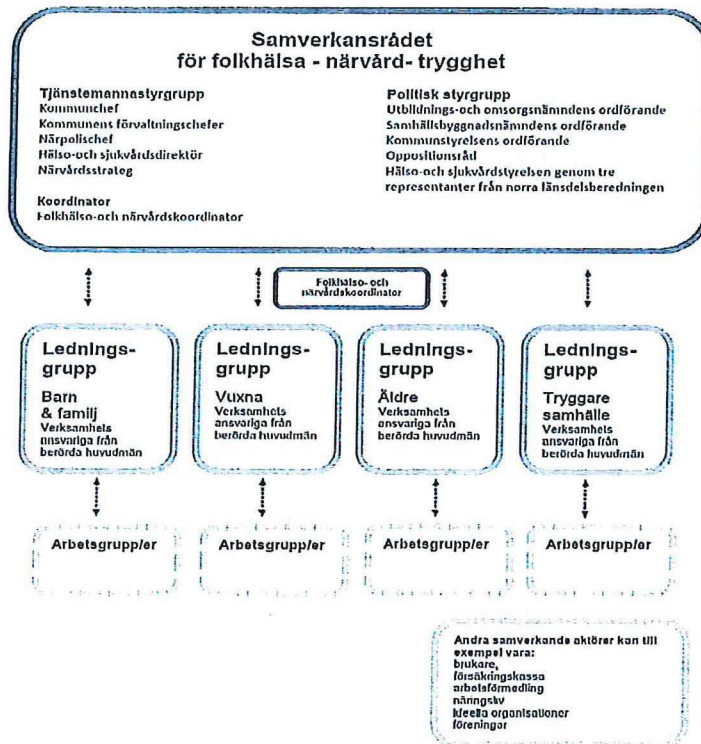 Samverkansrådet
för folkhälsa - närvård- trygghet
Tjänstemannastyrgrupp
Kommunchef
Kommunens förvaltningschefer
Närpolischef
Hälso-och sjukvårdsdirektör
Närvårdsstrateg
Koordinator
Folkhälso-och närvårdskoordinator
Politisk styrgrupp
Utbildnings-och omsorgsnämndens ordförande
Samhällsbyggnadsnämndens ordförande
Kommunstyrelsens ordförande
Oppositionsråd
Hälso-och sjukvårdstyrelsen genom tre
representanter från norra länsdelsberedningen
Folkhälso- och
närvårdskoordinator
Lednings-
grupp
Barn
& familj
Verksamhets
ansvariga från
berörda huvudmän
Lednings-
grupp
Vuxna
Verksamhets
ansvariga från
berörda huvudmän
Lednings-
grupp
Äldre
Verksamhets
ansvariga från
berörda huvudmän
Lednings-
grupp
Tryggare
samhälle
Verksamhets
ansvariga från
berörda huvudmän
Arbetsgrupp/er
Arbetsgrupp/er
Arbetsgrupp/er
Arbetsgrupp/er
Andra samverkande aktörer kan till
exempel vara:
brukare,
försäkringskassa
arbetsförmedling
näringsliv
ideella organisationer
föreningar